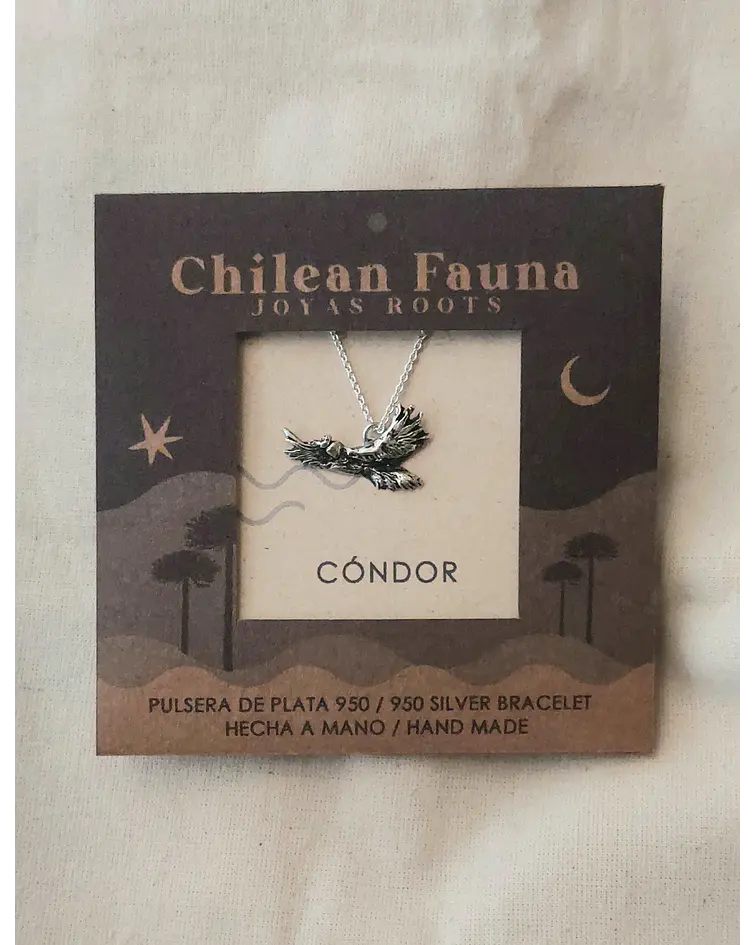 Chilean Fauna
JOYAS ROOTS
CÓNDOR
PULSERA DE PLATA 950 / 950 SILVER BRACELET
HECHA A MANO / HAND MADE